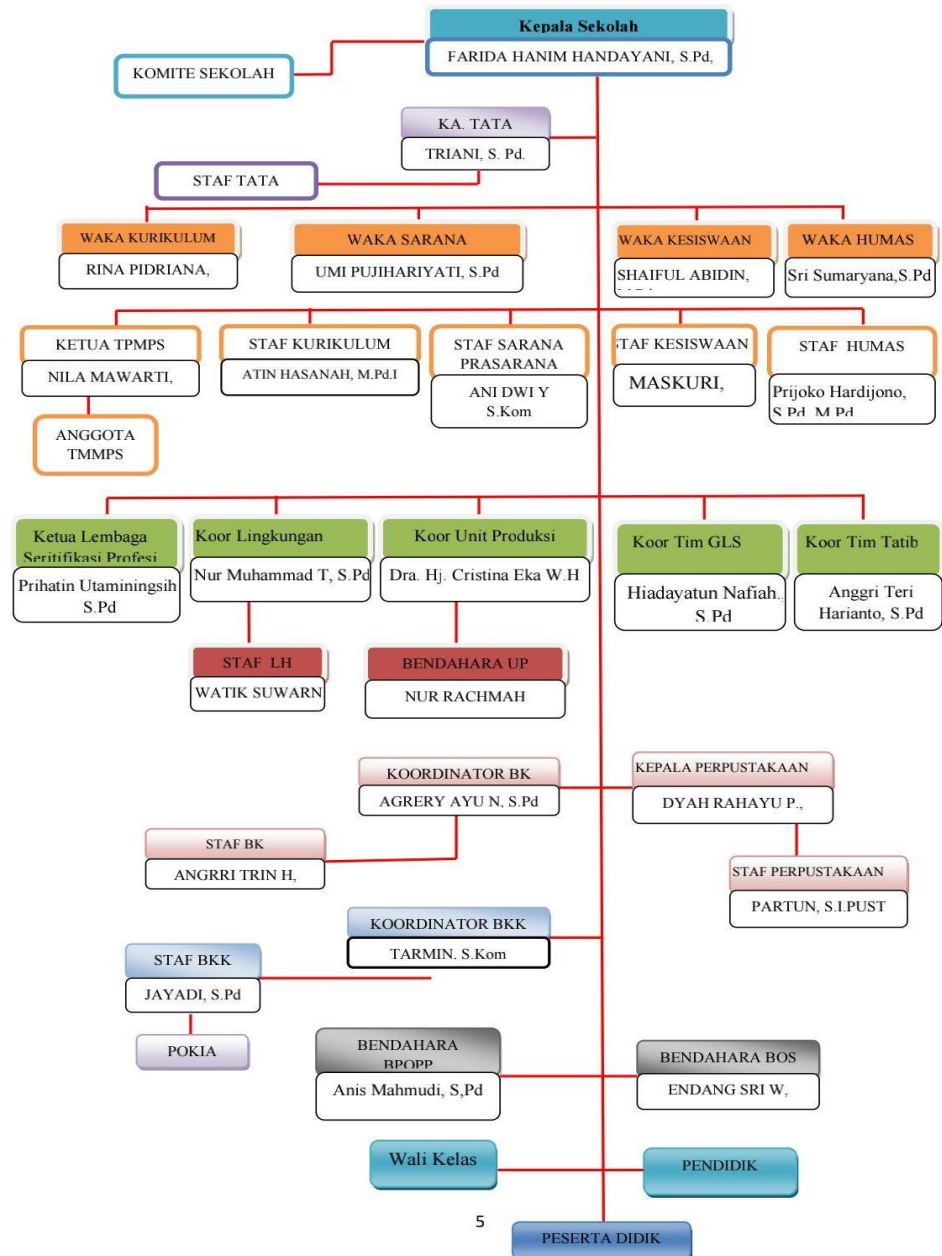 Kepala Sekolah
FARIDA HANIM HANDAYANI, S.Pd,
KOMITE SEKOLAH
KA. TATA
TRIANI, S. Pd.
STAF TATA
WAKA KURIKULUM
RINA PIDRIANA,
WAKA SARANA
UMI PUJIHARIYATI, S.Pd
WAKA KESISWAAN
SHAIFUL ABIDIN,
WAKA HUMAS
Sri Sumaryana,S.Pd
KETUA TPMPS
NILA MAWARTI,
STAF KURIKULUM
ATIN HASANAH, M.Pd.I
STAF SARANA
PRASARANA
ANI DWI Y
S.Kom
STAF KESISWAAN
MASKURI,
STAF HUMAS
Prijoko Hardijono,
S.Pd, M.Pd
ANGGOTA
TMMPS
Ketua Lembaga
Seritifikasi Profesi
Prihatin Utaminingsih
S.Pd
Koor Lingkungan
Nur Muhammad T, S.Pd
Koor Unit Produksi
Dra. Hj. Cristina Eka W.H
Koor Tim GLS
Hiadayatun Nafiah.,
S.Pd
Koor Tim Tatib
Anggri Teri
Harianto, S.Pd
STAF LH
WATIK SUWARN
BENDAHARA UP
NUR RACHMAH
KOORDINATOR BK
AGRERY AYU N, S.Pd
KEPALA PERPUSTAKAAN
DYAH RAHAYU P.,
STAF BK
ANGRRI TRIN H,
STAF PERPUSTAKAAN
PARTUN, S.I.PUST
KOORDINATOR BKK
TARMIN. S.Kom
STAF BKK
JAYADI, S.Pd
POKJA
BENDAHARA
BPOPP
Anis Mahmudi, S,Pd
BENDAHARA BOS
ENDANG SRI W,
Wali Kelas
PENDIDIK
5
PESERTA DIDIK